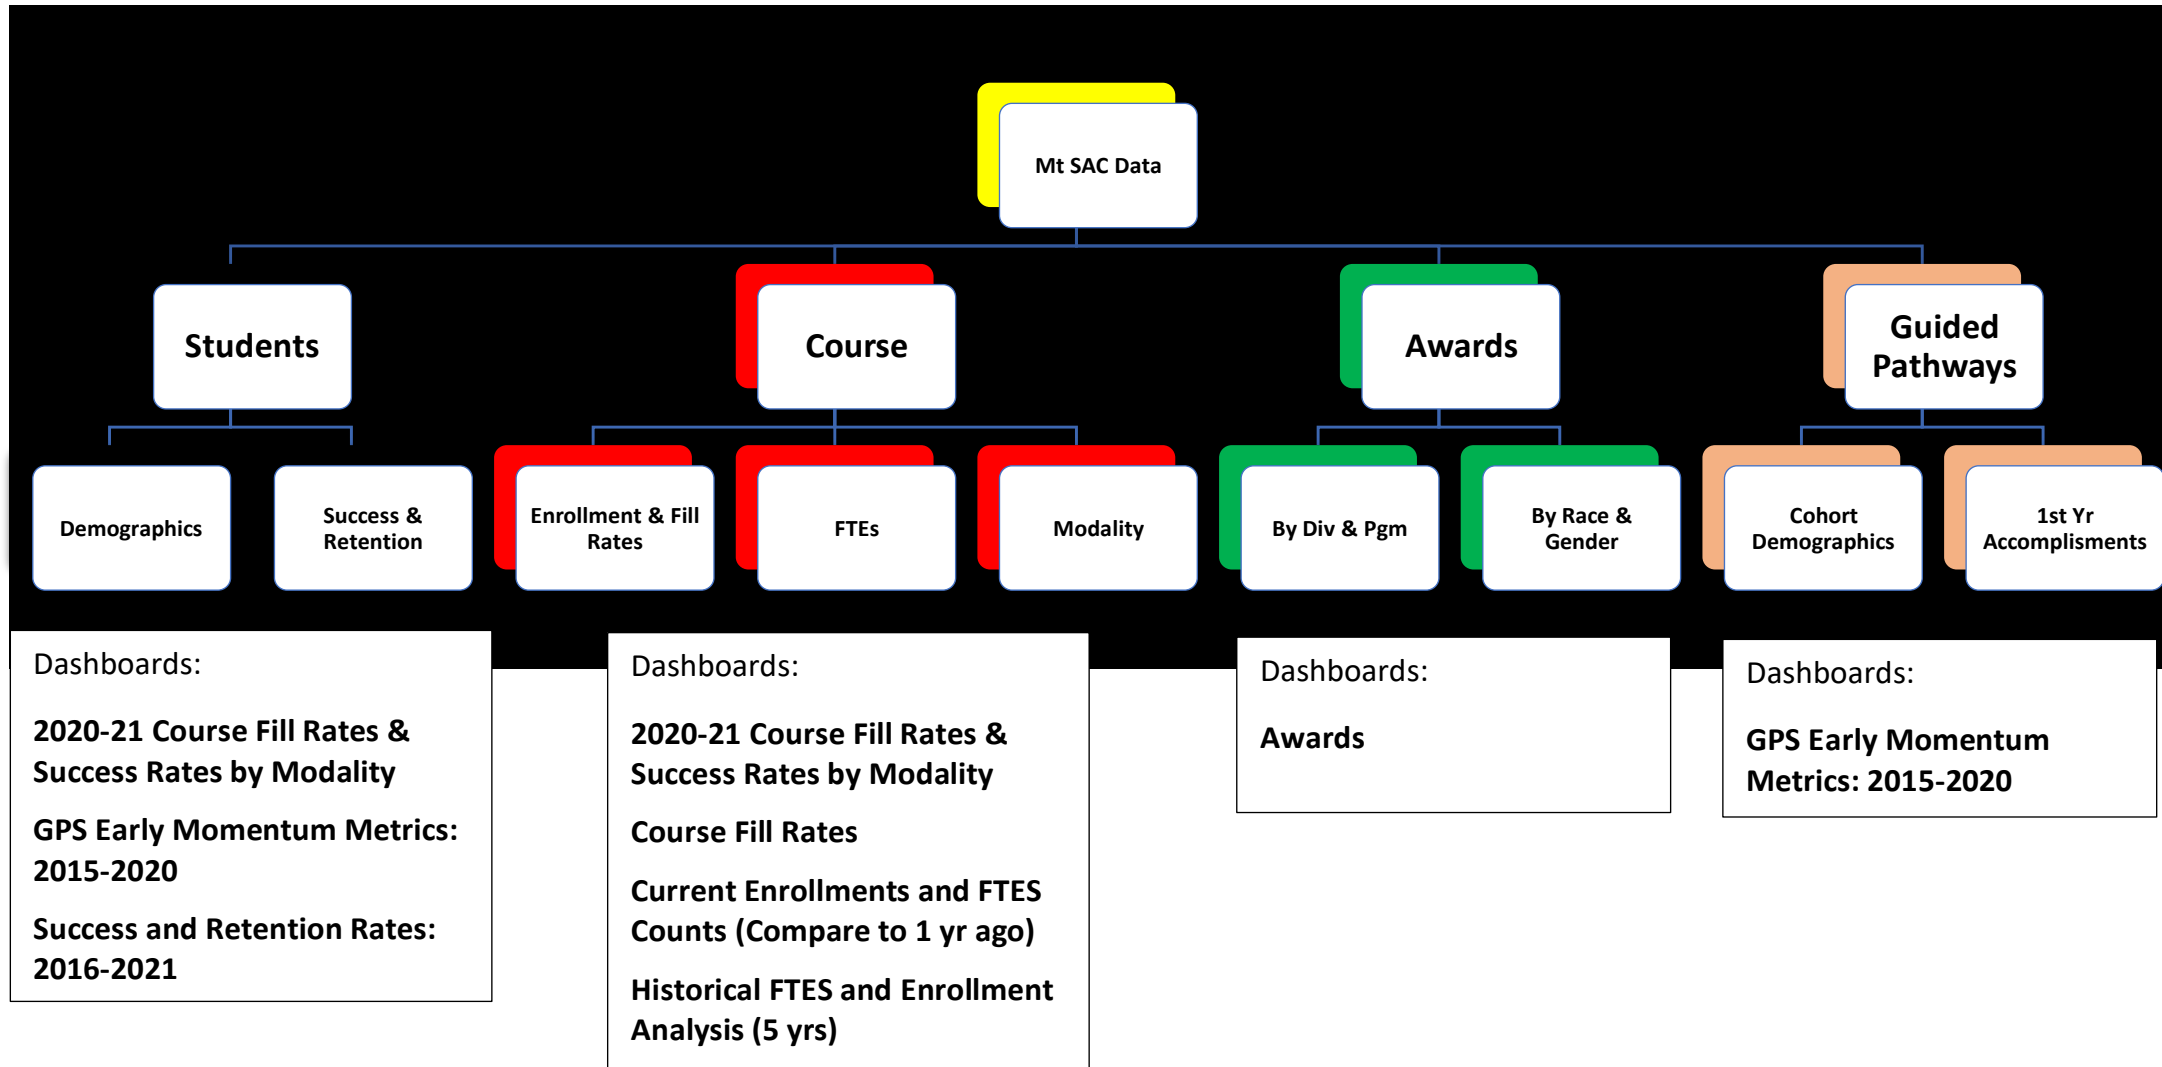 Mt SAC Data
Students
Course
Awards
Guided
Pathways
Demographics
Success &
Retention
Enrollment & Fill
Rates
FTEs
Modality
By Div & Pgm
By Race &
Gender
Cohort
Demographics
1st Yr
Accomplisments
Dashboards:
2020-21 Course Fill Rates &
Success Rates by Modality
GPS Early Momentum Metrics:
2015-2020
Success and Retention Rates:
2016-2021
Dashboards:
2020-21 Course Fill Rates &
Success Rates by Modality
Course Fill Rates
Current Enrollments and FTES
Counts (Compare to 1 yr ago)
Historical FTES and Enrollment
Analysis (5 yrs)
Dashboards:
Awards
Dashboards:
GPS Early Momentum
Metrics: 2015-2020